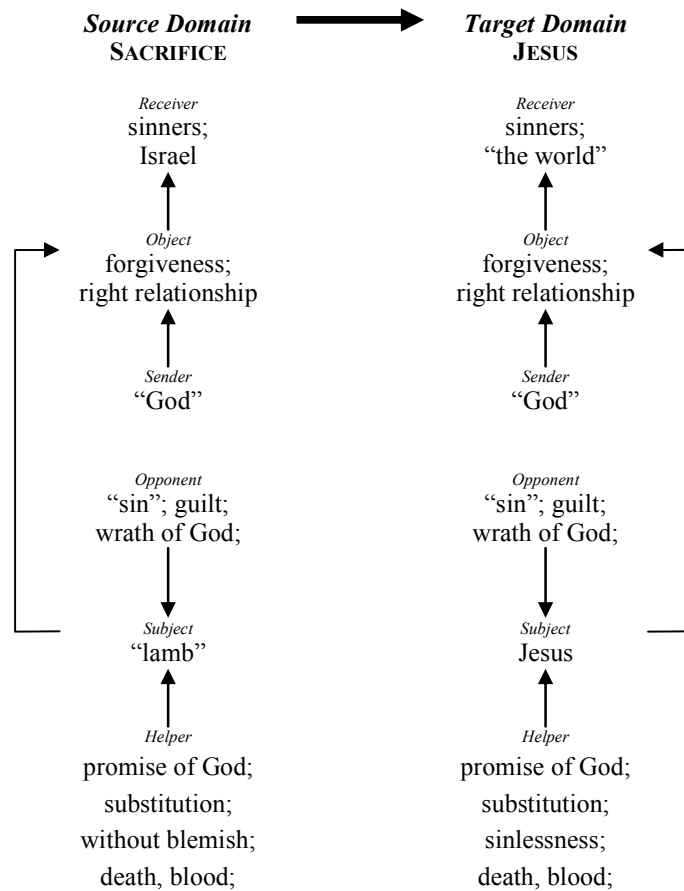 Source Domain
SACRIFICE
Receiver
sinners;
Israel
Object
forgiveness;
right relationship
Sender
“God”
Opponent
“sin”; guilt;
wrath of God;
Subject
“lamb”
Helper
promise of God;
substitution;
without blemish;
death, blood;
Target Domain
JESUS
Receiver
sinners;
“the world”
Object
forgiveness;
right relationship
Sender
“God”
Opponent
“sin”; guilt;
wrath of God;
Subject
Jesus
Helper
promise of God;
substitution;
sinlessness;
death, blood;